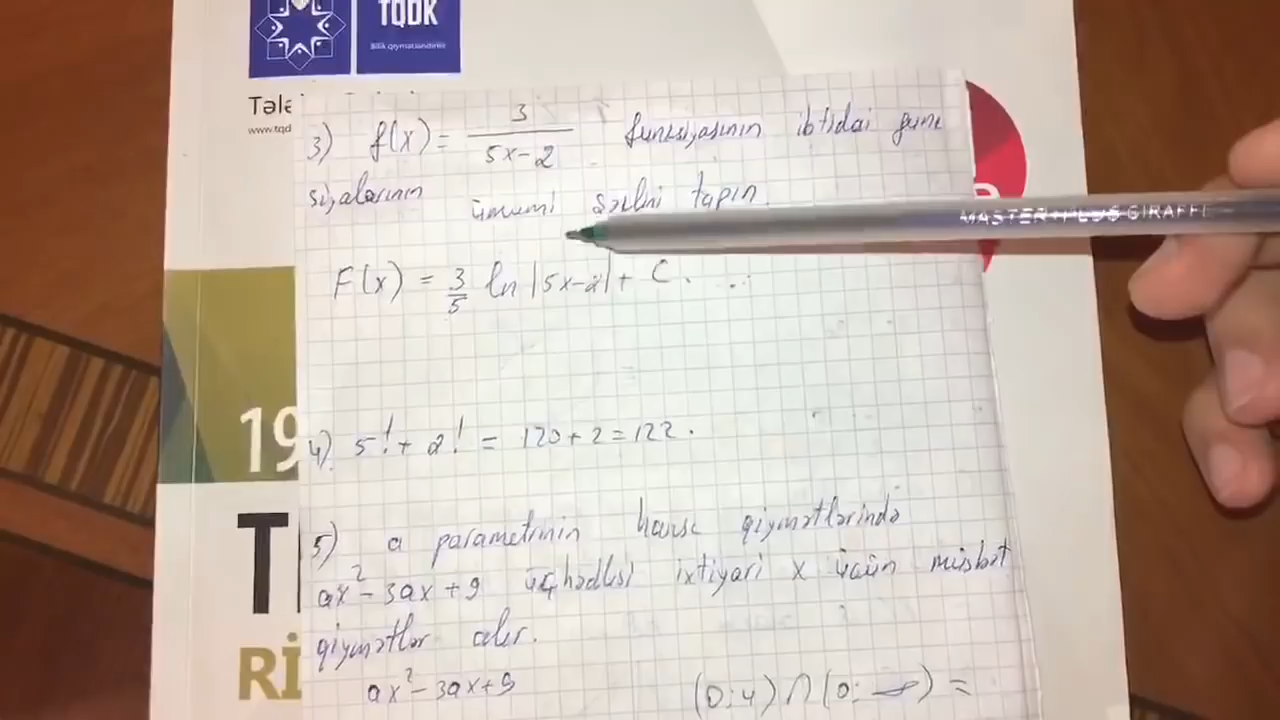 TQDK
Bilik qiymətləndirilir
Tələ
www.tqd
3) f(x) = 3/(5x-2) funksiyasının ibtidai funk
siyalarının ümumi şəklini tapın.
MASTER PLUS GIRAFFE
F(x) = 3/5 ln |5x-2| + C.
19
4) 5! + 2! = 120 + 2 = 122.
5) a parametrinin hansı qiymətlərində
T
ax² - 3ax + 9 üçhədlisi ixtiyari x üçün müsbət
qiymətlər alır.
Rİ
ax² - 3ax + 9 (0; 4) ∩ (0; ∞) =